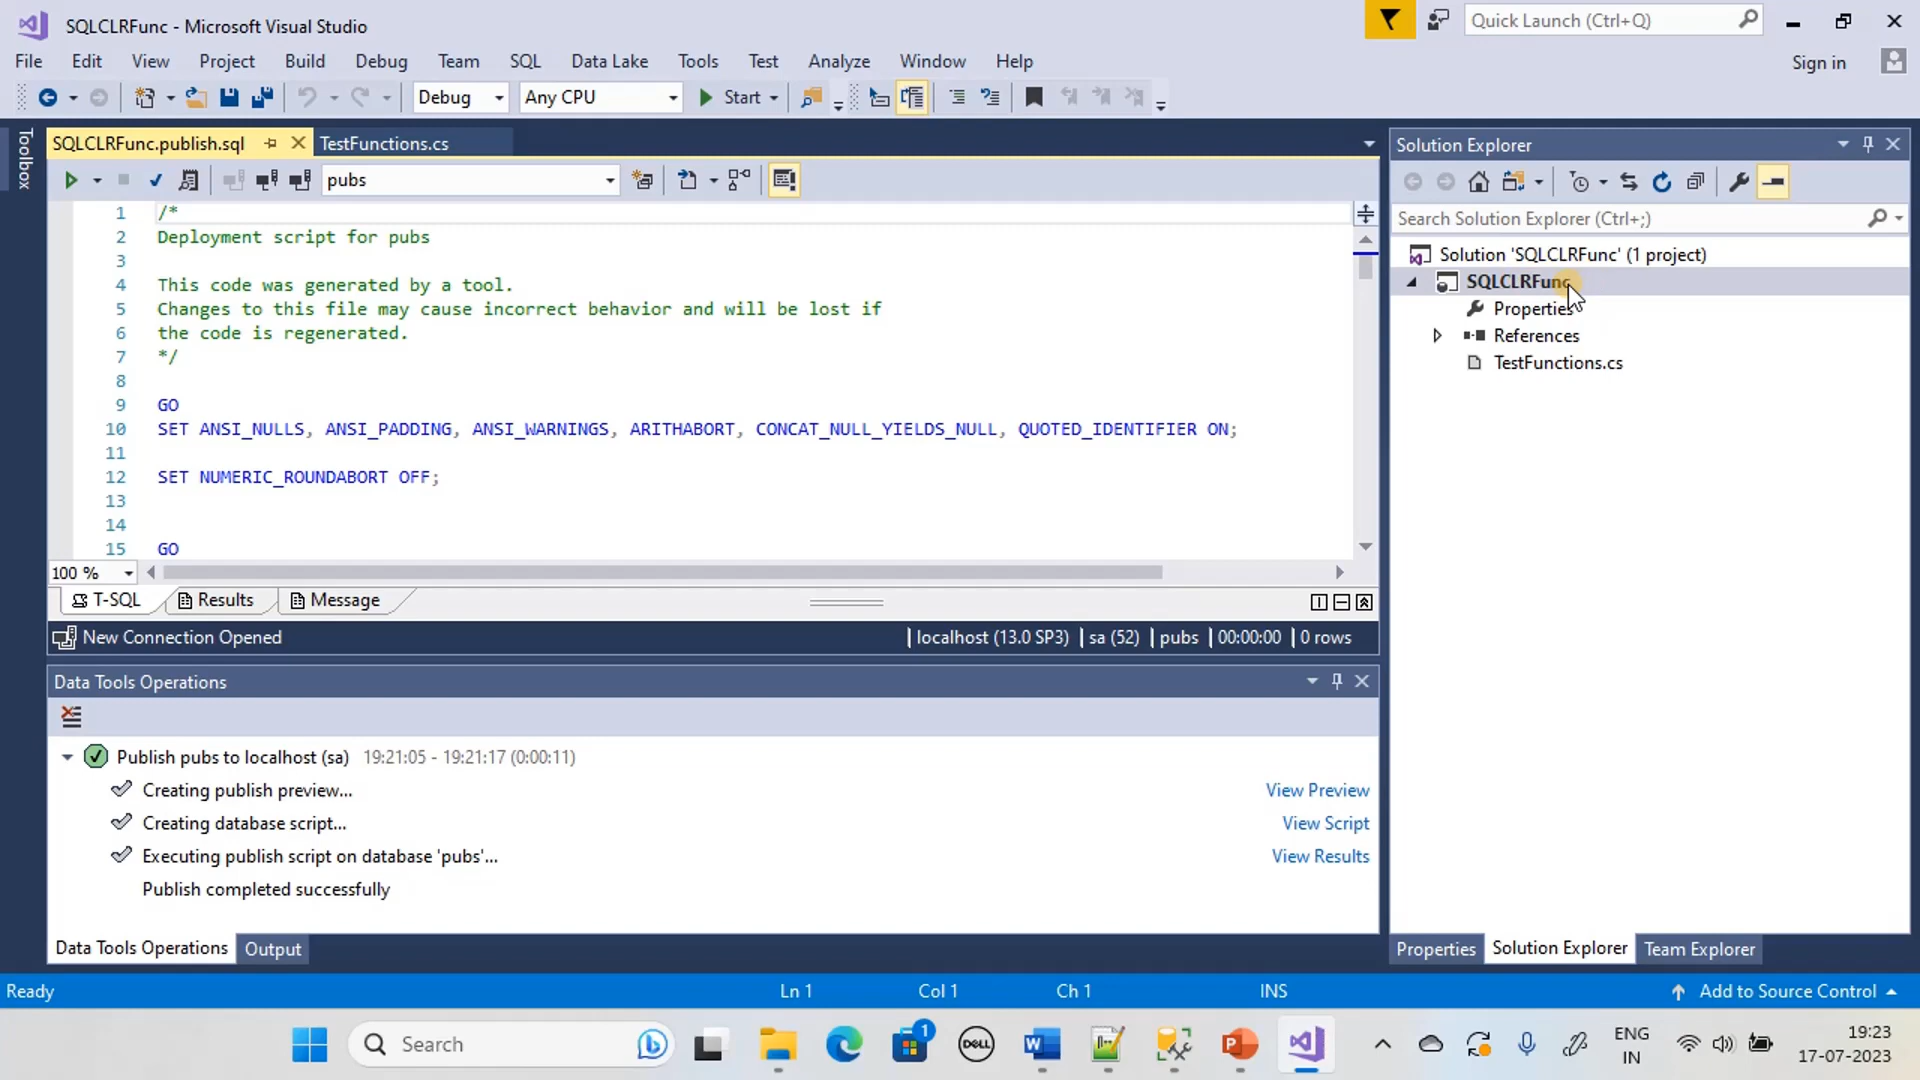 SQLCLRFunc - Microsoft Visual Studio
Quick Launch (Ctrl+Q)
File Edit View Project Build Debug Team SQL Data Lake Tools Test Analyze Window Help
Sign in
Debug Any CPU Start
Toolbox
SQLCLRFunc.publish.sql TestFunctions.cs
pubs
1 /*
2 Deployment script for pubs
3
4 This code was generated by a tool.
5 Changes to this file may cause incorrect behavior and will be lost if
6 the code is regenerated.
7 */
8
9 GO
10 SET ANSI_NULLS, ANSI_PADDING, ANSI_WARNINGS, ARITHABORT, CONCAT_NULL_YIELDS_NULL, QUOTED_IDENTIFIER ON;
11
12 SET NUMERIC_ROUNDABORT OFF;
13
14
15 GO
100 %
T-SQL Results Message
New Connection Opened localhost (13.0 SP3) sa (52) pubs 00:00:00 0 rows
Data Tools Operations
Publish pubs to localhost (sa) 19:21:05 - 19:21:17 (0:00:11)
Creating publish preview... View Preview
Creating database script... View Script
Executing publish script on database 'pubs'... View Results
Publish completed successfully
Data Tools Operations Output
Solution Explorer
Search Solution Explorer (Ctrl+;)
Solution 'SQLCLRFunc' (1 project)
SQLCLRFunc
Properties
References
TestFunctions.cs
Properties Solution Explorer Team Explorer
Ready Ln 1 Col 1 Ch 1 INS Add to Source Control
Search
1
DELL
ENG
IN
19:23
17-07-2023